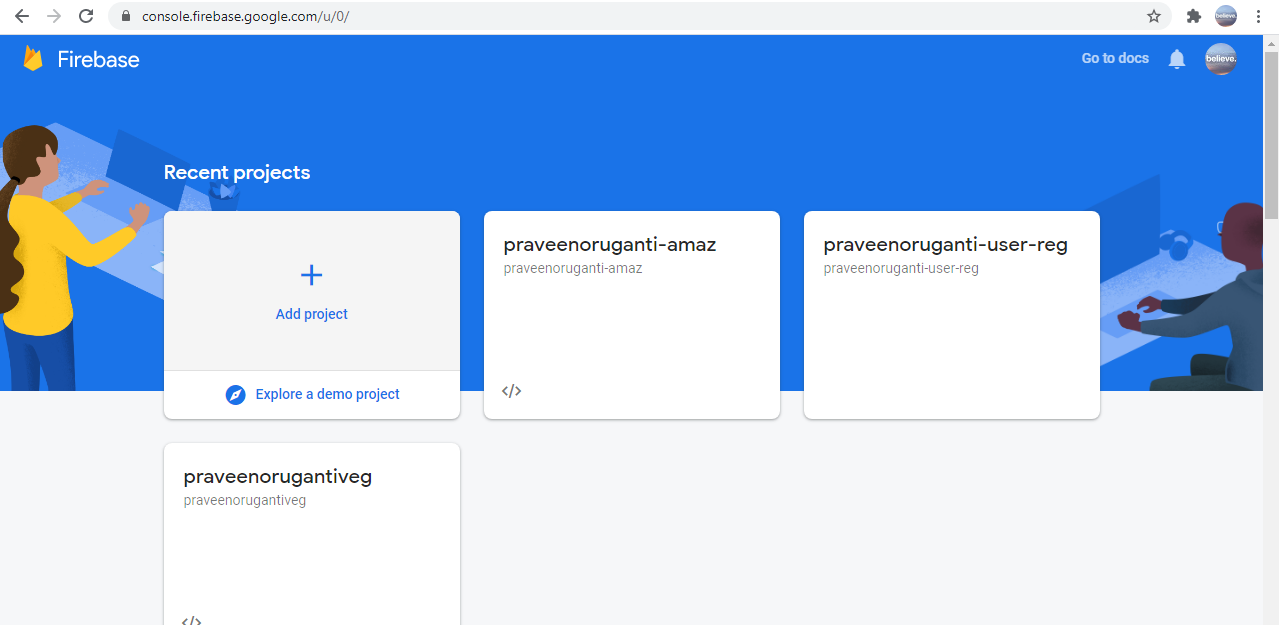 console.firebase.google.com/u/0/
believe.
Firebase
Go to docs
believe.
Recent projects
Add project
Explore a demo project
praveenoruganti-amaz
praveenoruganti-amaz
</>
praveenoruganti-user-reg
praveenoruganti-user-reg
praveenorugantiveg
praveenorugantiveg
</>